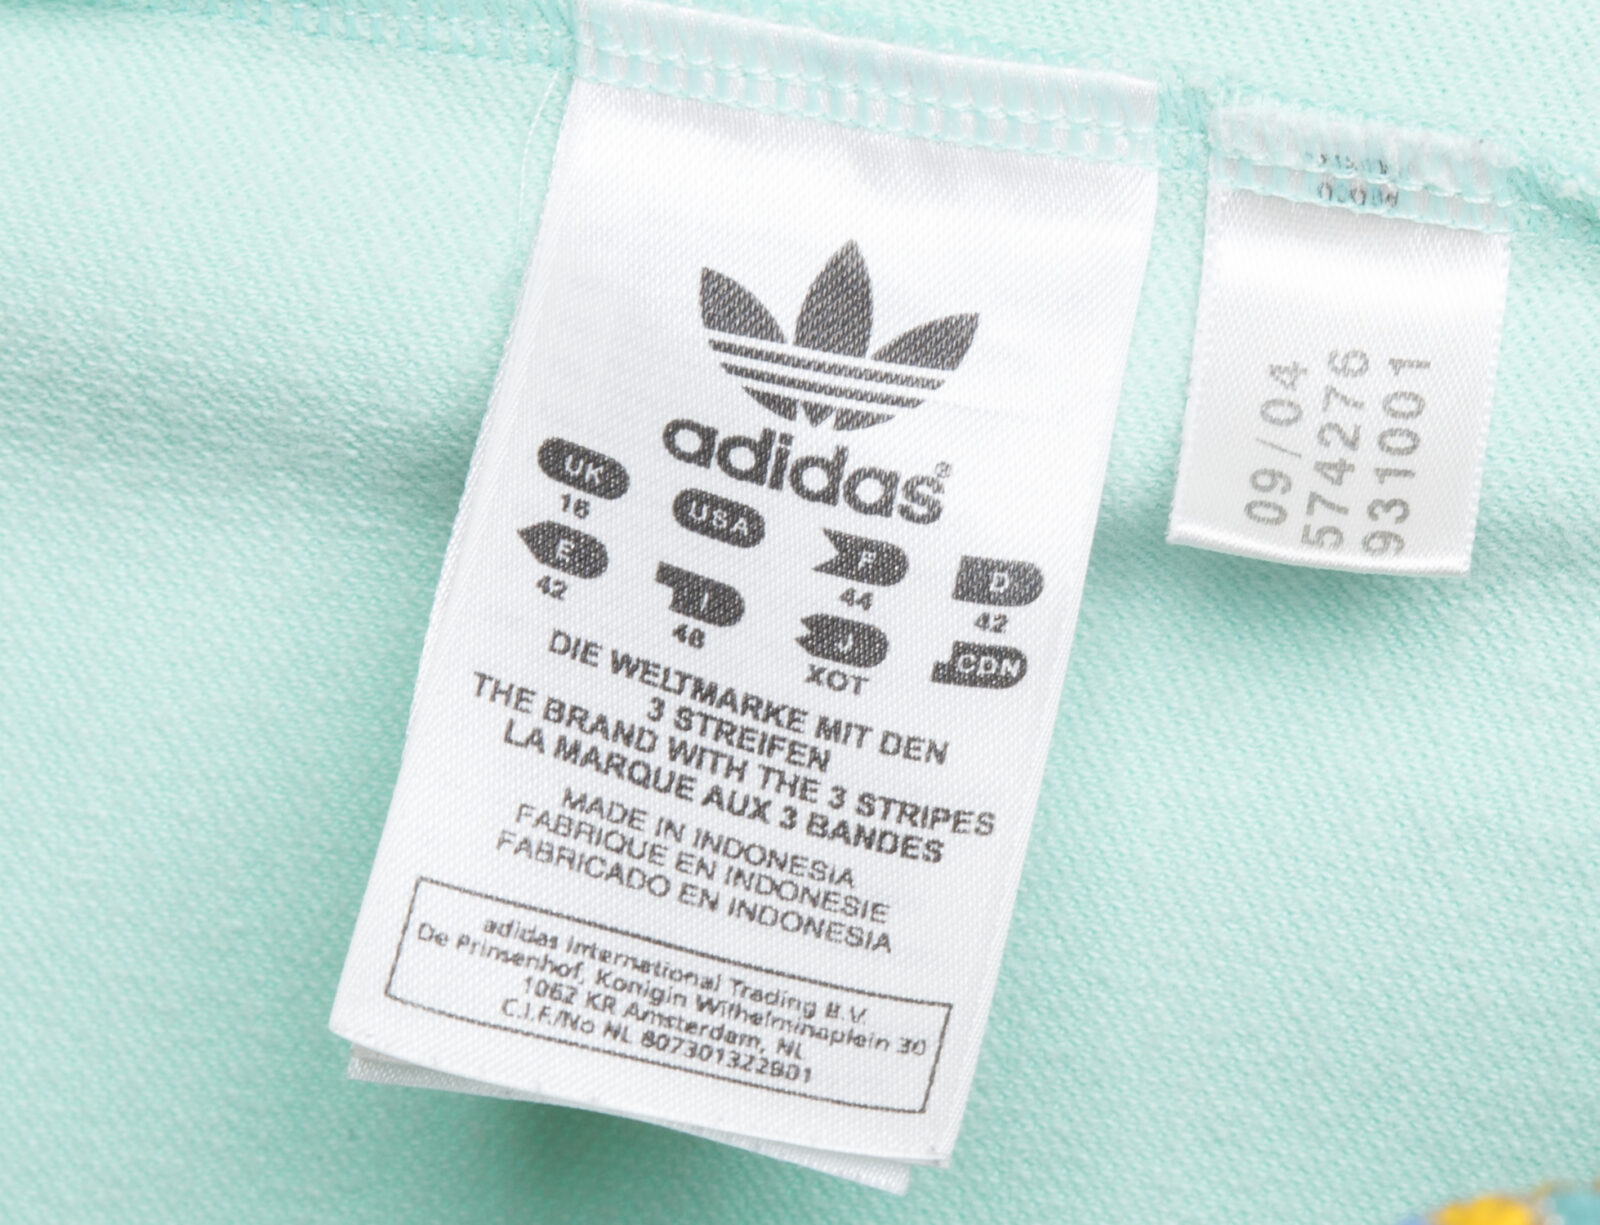 adidas®
UK USA F D
16 44 42
E I J CDN
42 48 XOT
DIE WELTMARKE MIT DEN
3 STREIFEN
THE BRAND WITH THE 3 STRIPES
LA MARQUE AUX 3 BANDES
MADE IN INDONESIA
FABRIQUE EN INDONESIE
FABRICADO EN INDONESIA
adidas International Trading B.V.
De Prinsenhof, Konigin Wilhelminaplein 30
1062 KR Amsterdam, NL
C.I.F./No NL 807301322B01
09/04
574276
931001